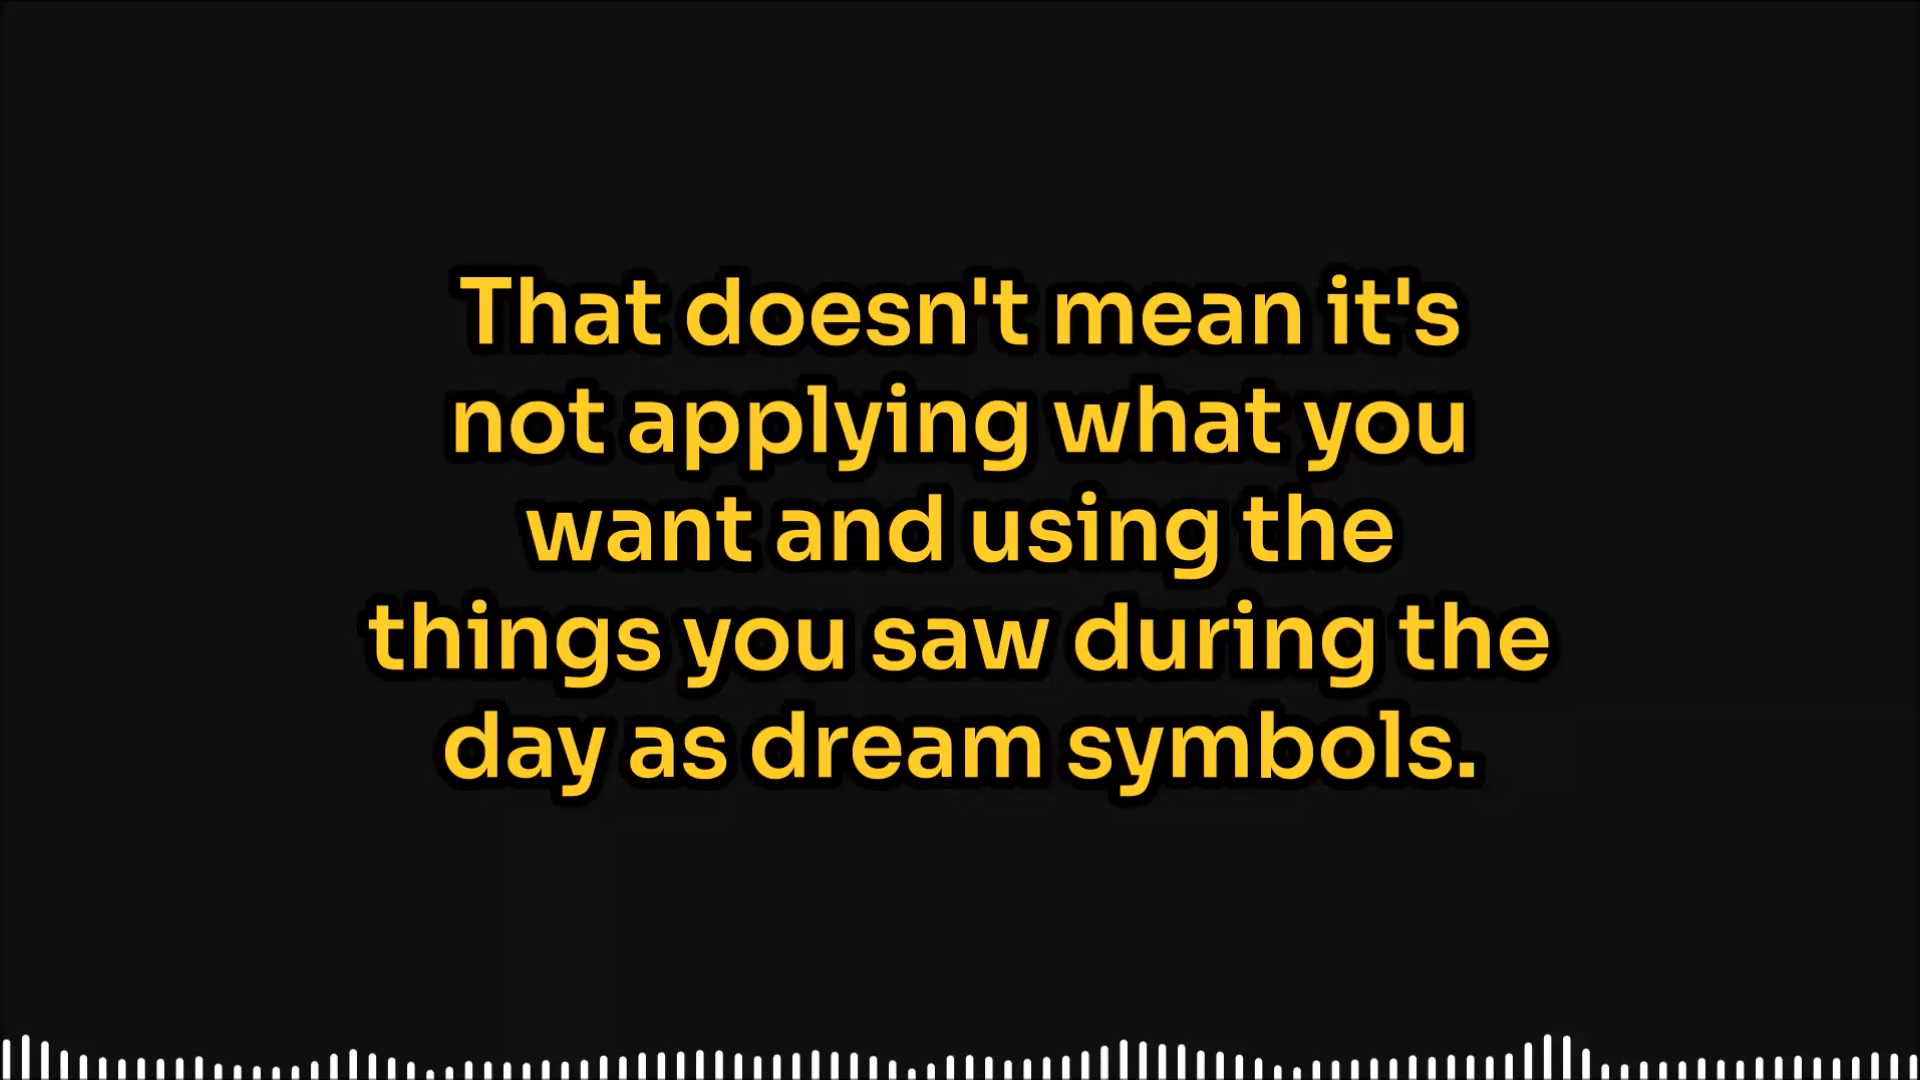 That doesn't mean it's
not applying what you
want and using the
things you saw during the
day as dream symbols.